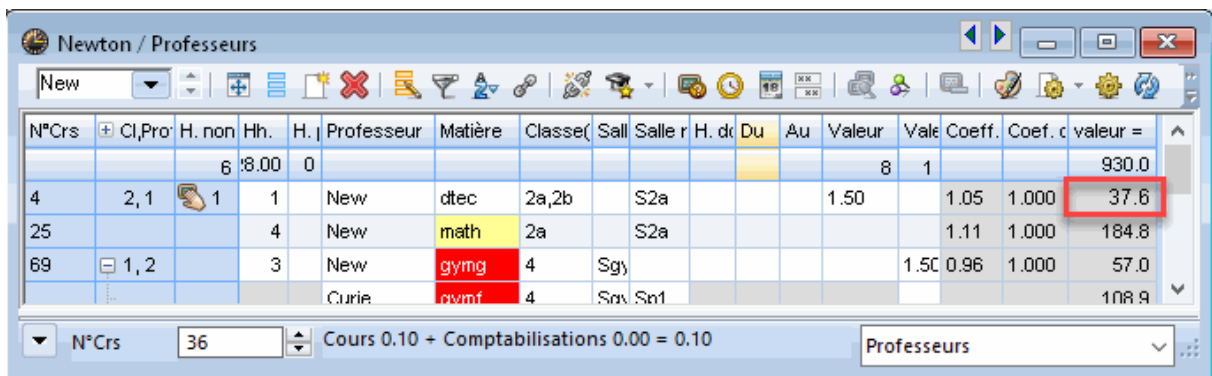 Newton / Professeurs
New
N°Crs Cl,Pro H. non Hh. H. Professeur Matière Classe( Sall Salle r H. d Du Au Valeur Vale Coeff. Coef. c valeur =
6 8.00 0 8 1 930.0
4 2, 1 1 1 New dtec 2a,2b S2a 1.50 1.05 1.000 37.6
25 4 New math 2a S2a 1.11 1.000 184.8
69 1, 2 3 New gymg 4 Sgy 1.50 0.96 1.000 57.0
Curie gymf 4 Sgy Sp1 108.9
N°Crs 36 Cours 0.10 + Comptabilisations 0.00 = 0.10 Professeurs